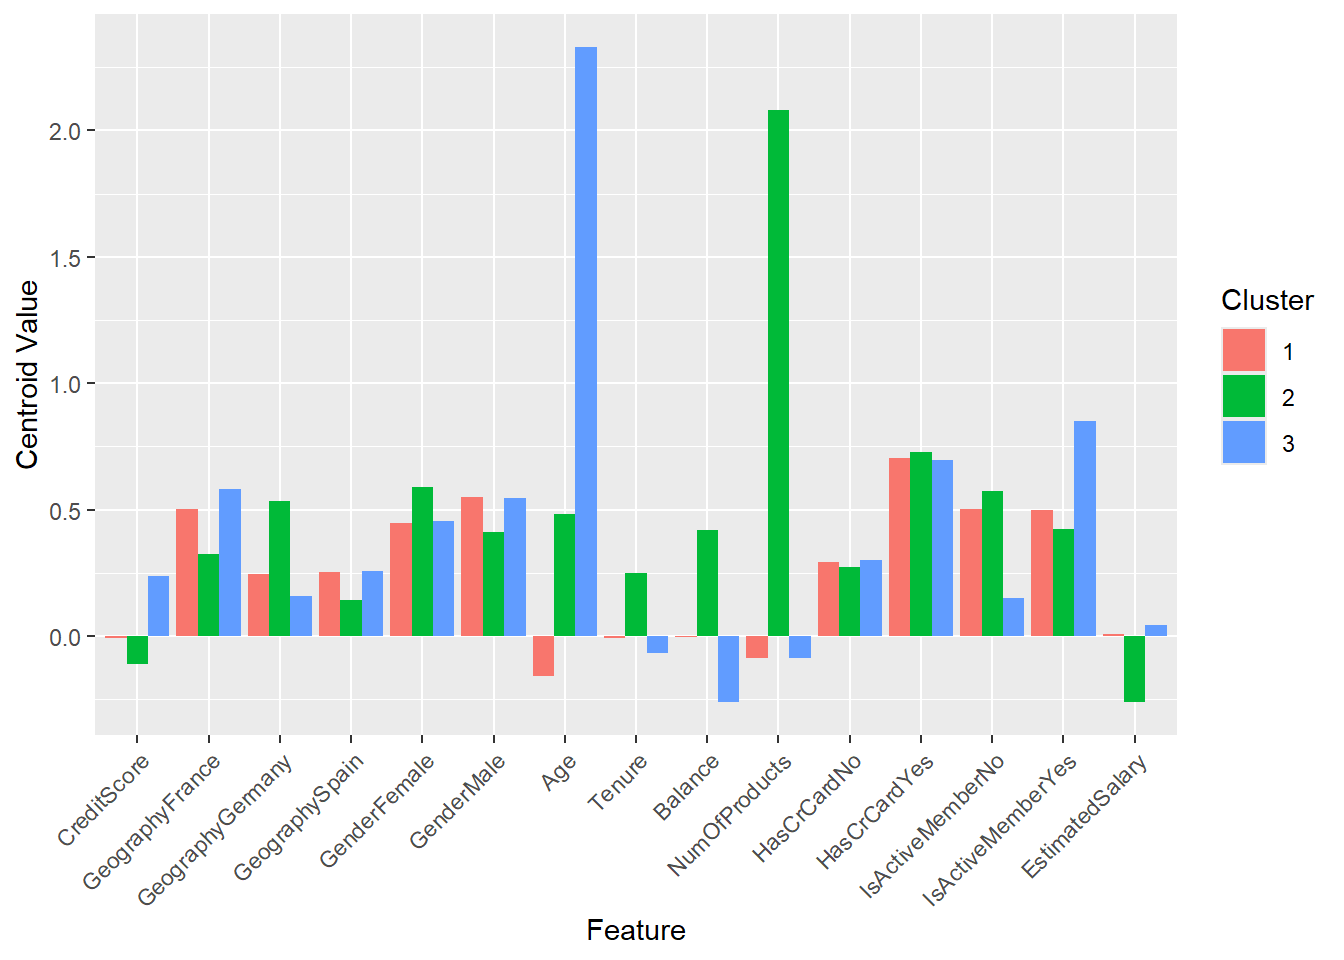 2.0
1.5
1.0
0.5
0.0
Centroid Value
CreditScore
GeographyFrance
GeographyGermany
GeographySpain
GenderFemale
GenderMale
Age
Tenure
Balance
NumOfProducts
HasCrCardNo
HasCrCardYes
IsActiveMemberNo
IsActiveMemberYes
EstimatedSalary
Feature
Cluster
1
2
3